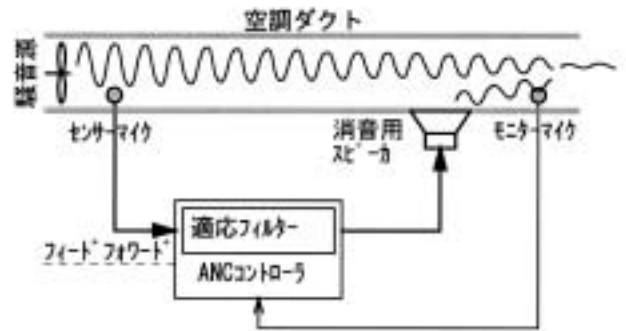 空調ダクト
騒音源
センサーマイク
消音用
スピーカ
モニターマイク
適応フィルター
フィードフォワード
ANCコントローラ